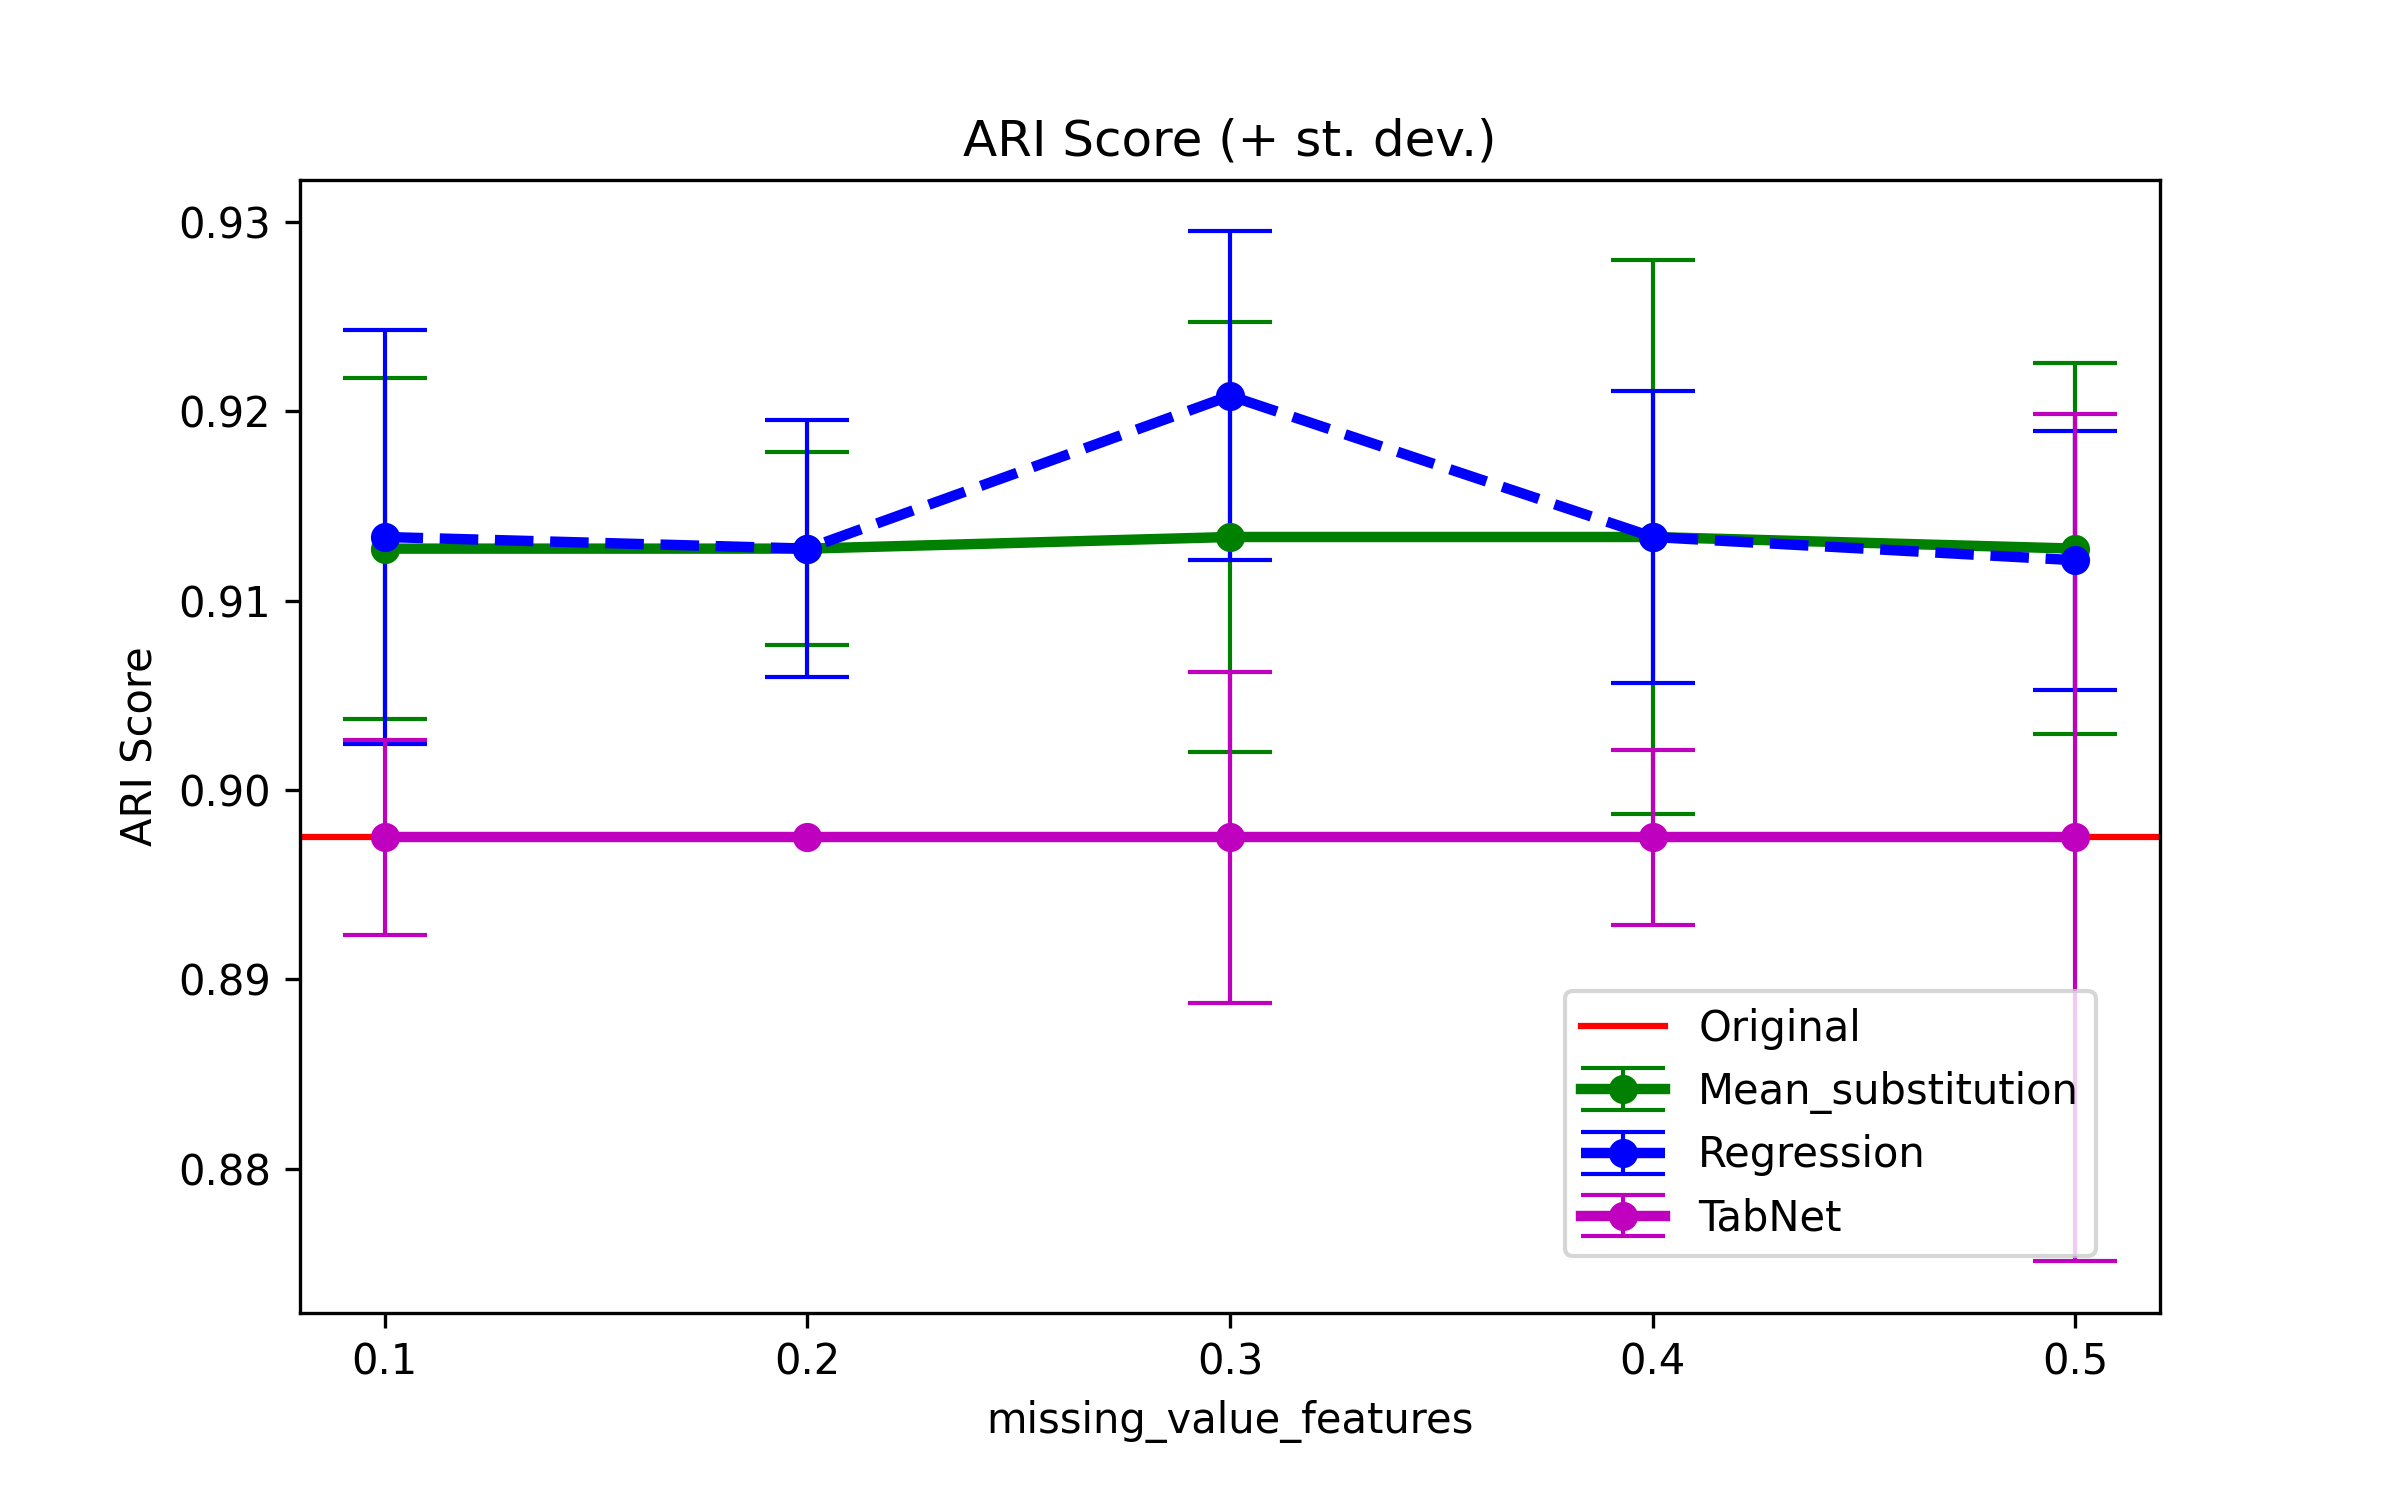 ARI Score (+ st. dev.)
ARI Score
0.93
0.92
0.91
0.90
0.89
0.88
Original
Mean_substitution
Regression
TabNet
0.1
0.2
0.3
0.4
0.5
missing_value_features